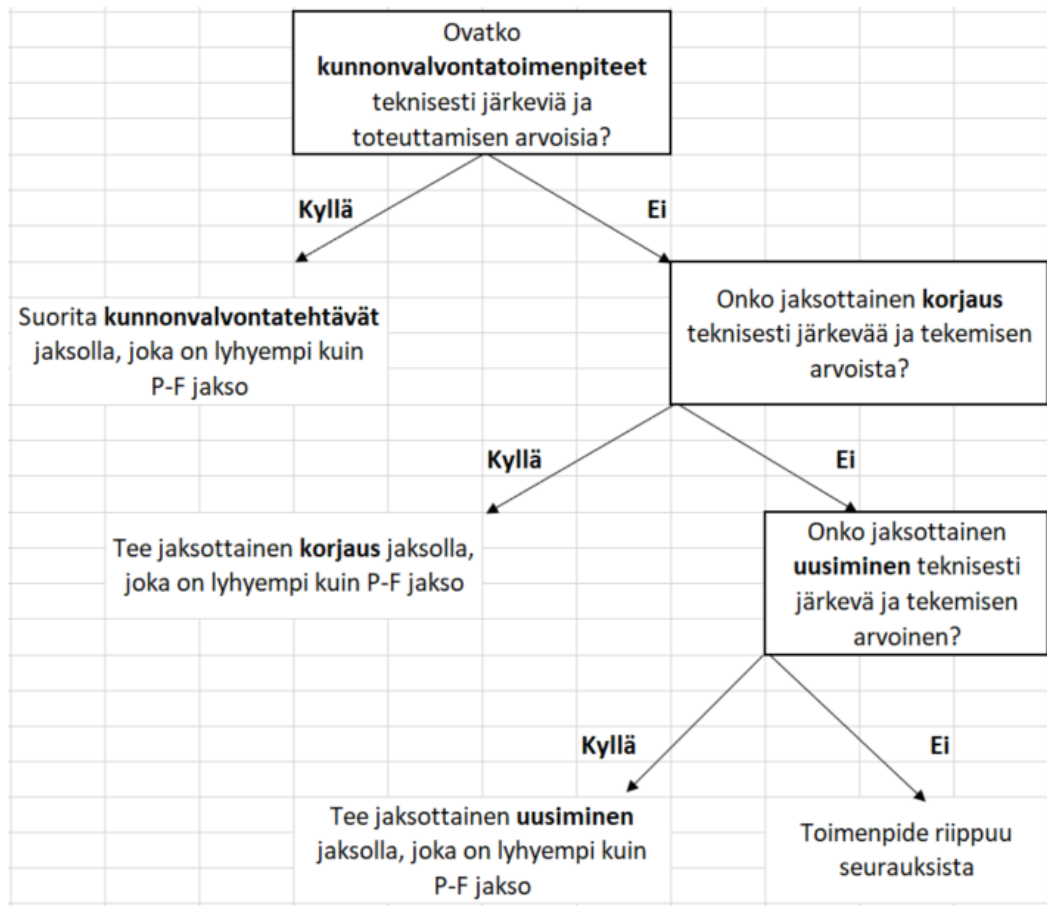 Ovatko
kunnonvalvontatoimenpiteet
teknisesti järkeviä ja
toteuttamisen arvoisia?
Kyllä
Ei
Suorita kunnonvalvontatehtävät
jaksolla, joka on lyhyempi kuin
P-F jakso
Onko jaksottainen korjaus
teknisesti järkevää ja tekemisen
arvoista?
Kyllä
Ei
Tee jaksottainen korjaus jaksolla,
joka on lyhyempi kuin P-F jakso
Onko jaksottainen
uusiminen teknisesti
järkevä ja tekemisen
arvoinen?
Kyllä
Ei
Tee jaksottainen uusiminen
jaksolla, joka on lyhyempi kuin
P-F jakso
Toimenpide riippuu
seurauksista